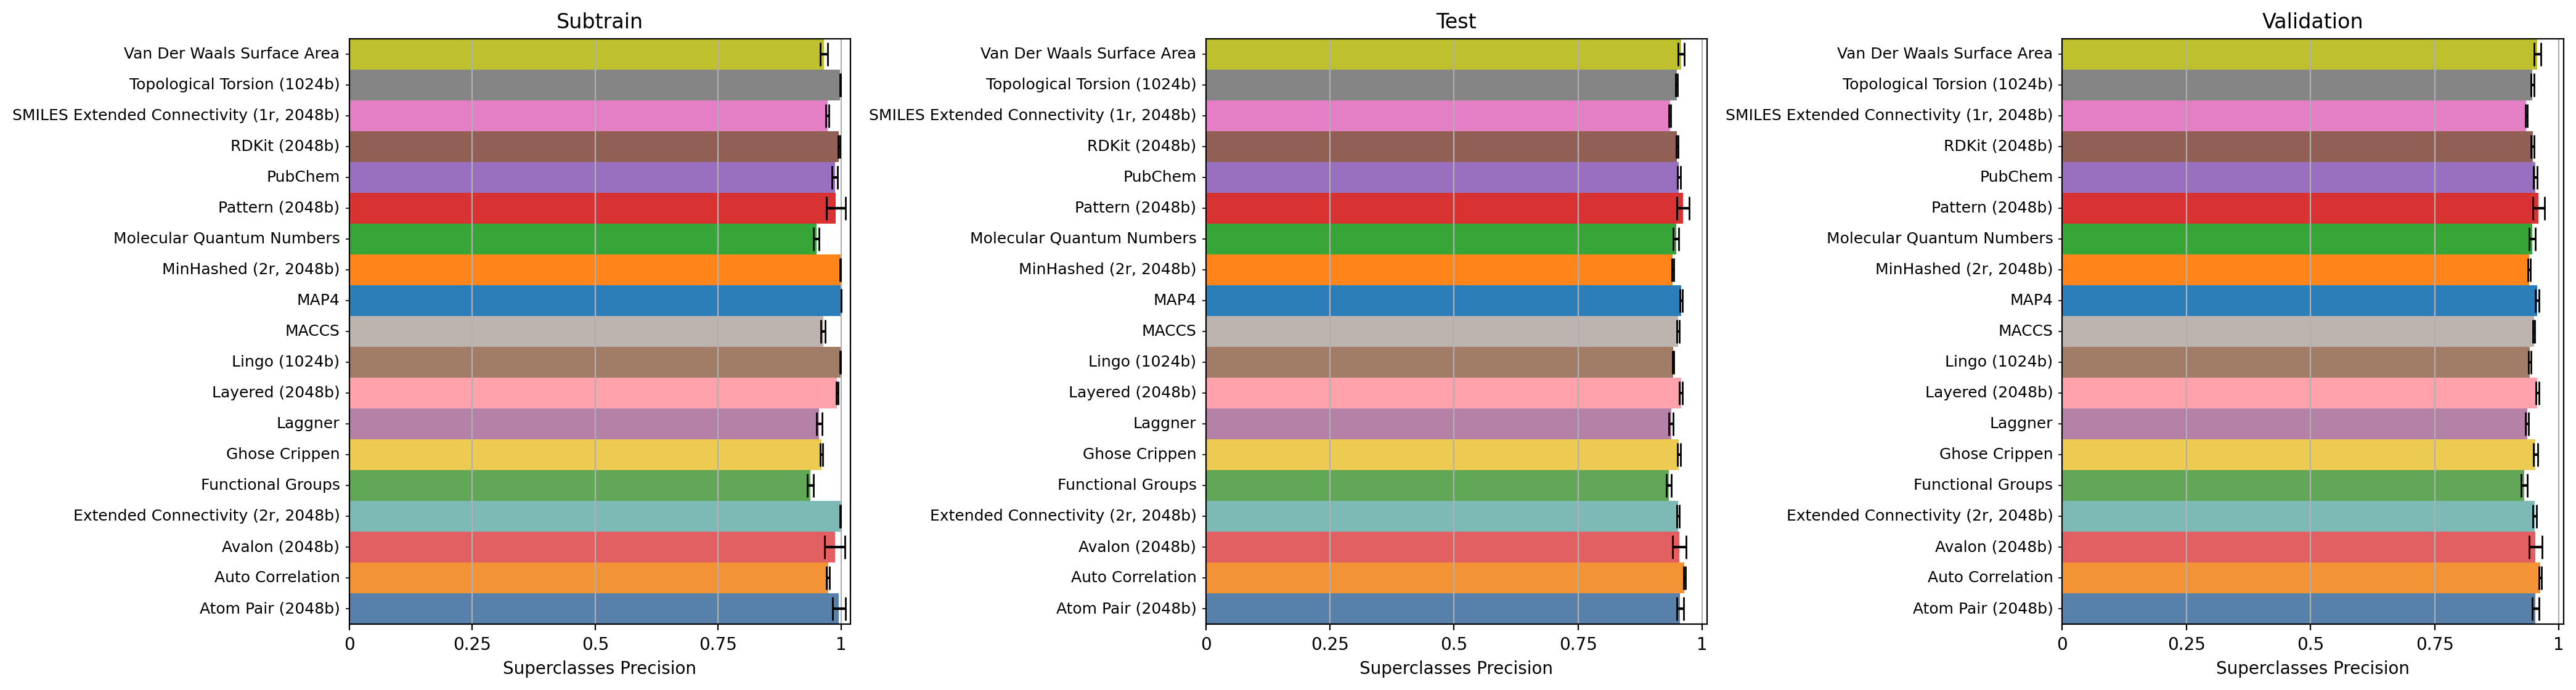 Subtrain
Van Der Waals Surface Area
Topological Torsion (1024b)
SMILES Extended Connectivity (1r, 2048b)
RDKit (2048b)
PubChem
Pattern (2048b)
Molecular Quantum Numbers
MinHashed (2r, 2048b)
MAP4
MACCS
Lingo (1024b)
Layered (2048b)
Laggner
Ghose Crippen
Functional Groups
Extended Connectivity (2r, 2048b)
Avalon (2048b)
Auto Correlation
Atom Pair (2048b)
0 0.25 0.5 0.75 1
Superclasses Precision
Test
Van Der Waals Surface Area
Topological Torsion (1024b)
SMILES Extended Connectivity (1r, 2048b)
RDKit (2048b)
PubChem
Pattern (2048b)
Molecular Quantum Numbers
MinHashed (2r, 2048b)
MAP4
MACCS
Lingo (1024b)
Layered (2048b)
Laggner
Ghose Crippen
Functional Groups
Extended Connectivity (2r, 2048b)
Avalon (2048b)
Auto Correlation
Atom Pair (2048b)
0 0.25 0.5 0.75 1
Superclasses Precision
Validation
Van Der Waals Surface Area
Topological Torsion (1024b)
SMILES Extended Connectivity (1r, 2048b)
RDKit (2048b)
PubChem
Pattern (2048b)
Molecular Quantum Numbers
MinHashed (2r, 2048b)
MAP4
MACCS
Lingo (1024b)
Layered (2048b)
Laggner
Ghose Crippen
Functional Groups
Extended Connectivity (2r, 2048b)
Avalon (2048b)
Auto Correlation
Atom Pair (2048b)
0 0.25 0.5 0.75 1
Superclasses Precision